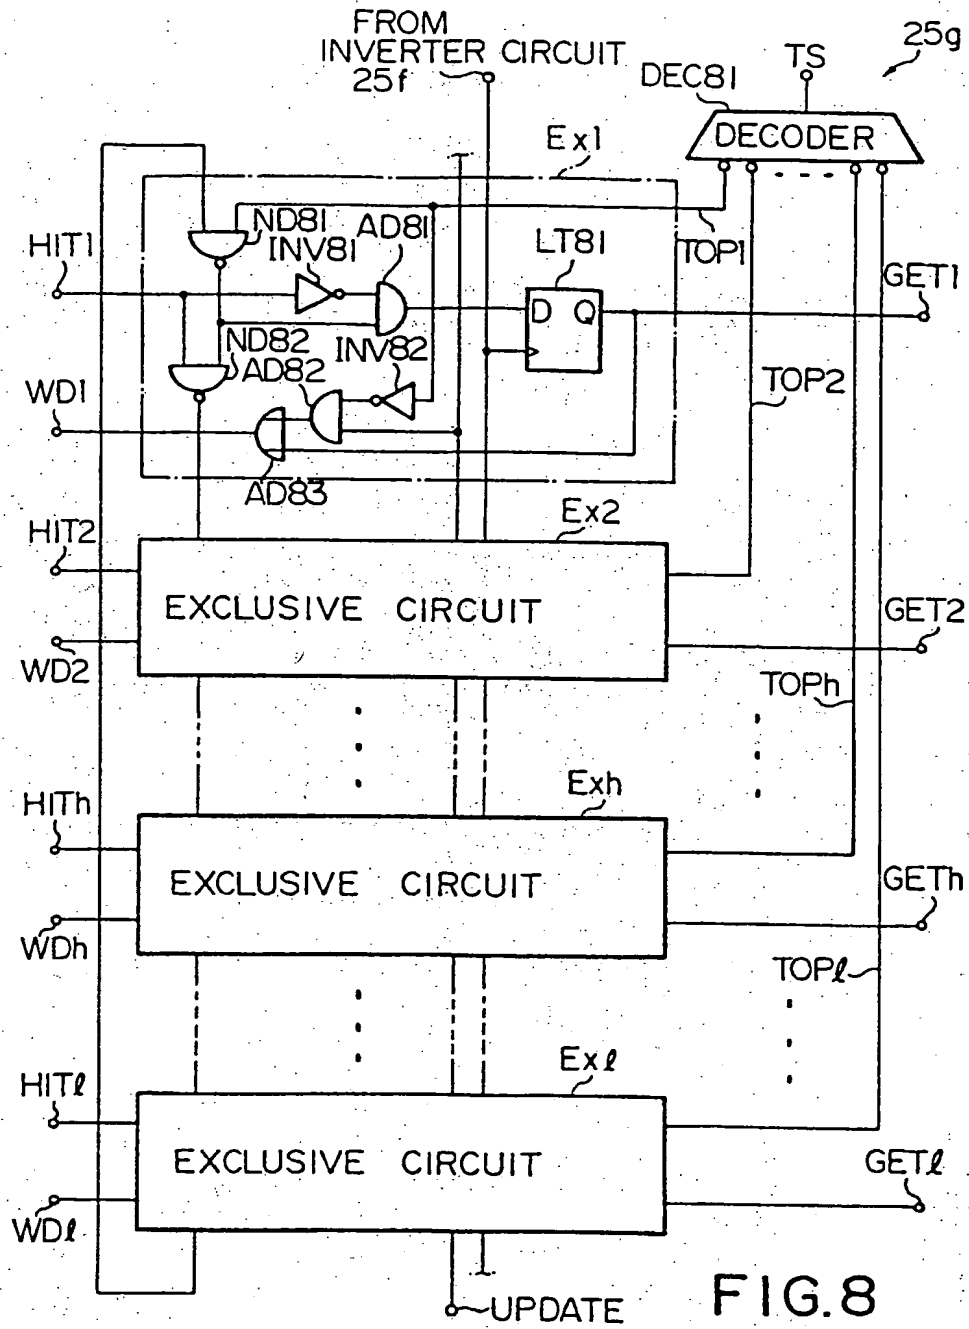 FROM
INVERTER CIRCUIT
25f
25g
TS
DEC81
DECODER
Ex1
ND81
INV81
AD81
LT81
TOP1
HIT1
GET1
D Q
ND82
AD82
INV82
WD1
TOP2
AD83
HIT2
Ex2
EXCLUSIVE CIRCUIT
GET2
WD2
TOPh
HITh
Exh
EXCLUSIVE CIRCUIT
GETh
WDh
TOPℓ
HITℓ
Exℓ
EXCLUSIVE CIRCUIT
GETℓ
WDℓ
UPDATE
FIG.8